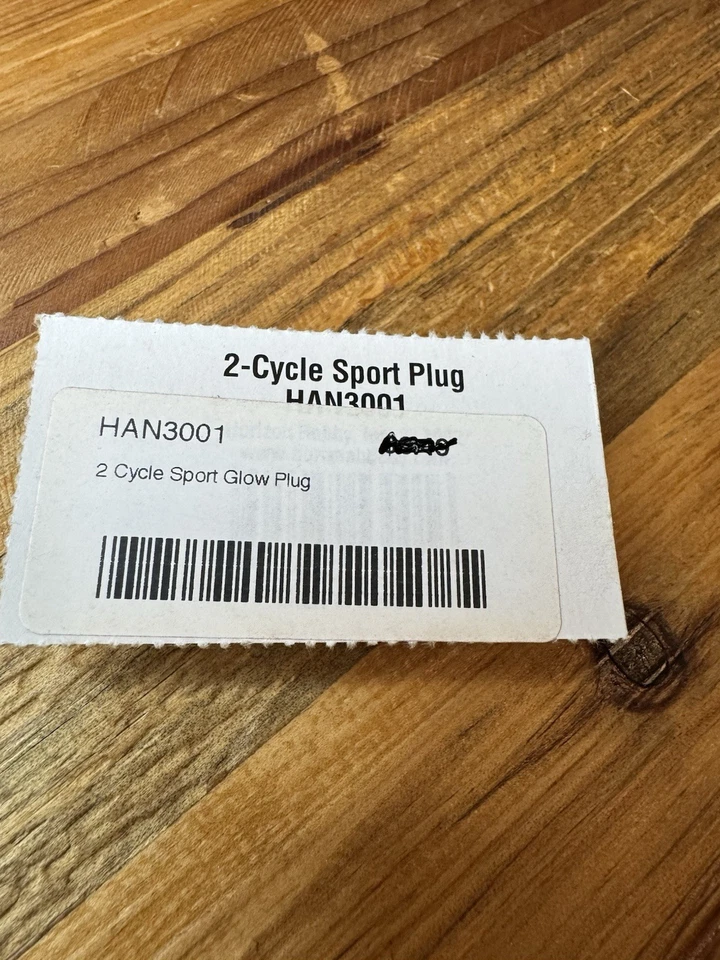 2-Cycle Sport Plug
HAN3001
HAN3001
2 Cycle Sport Glow Plug